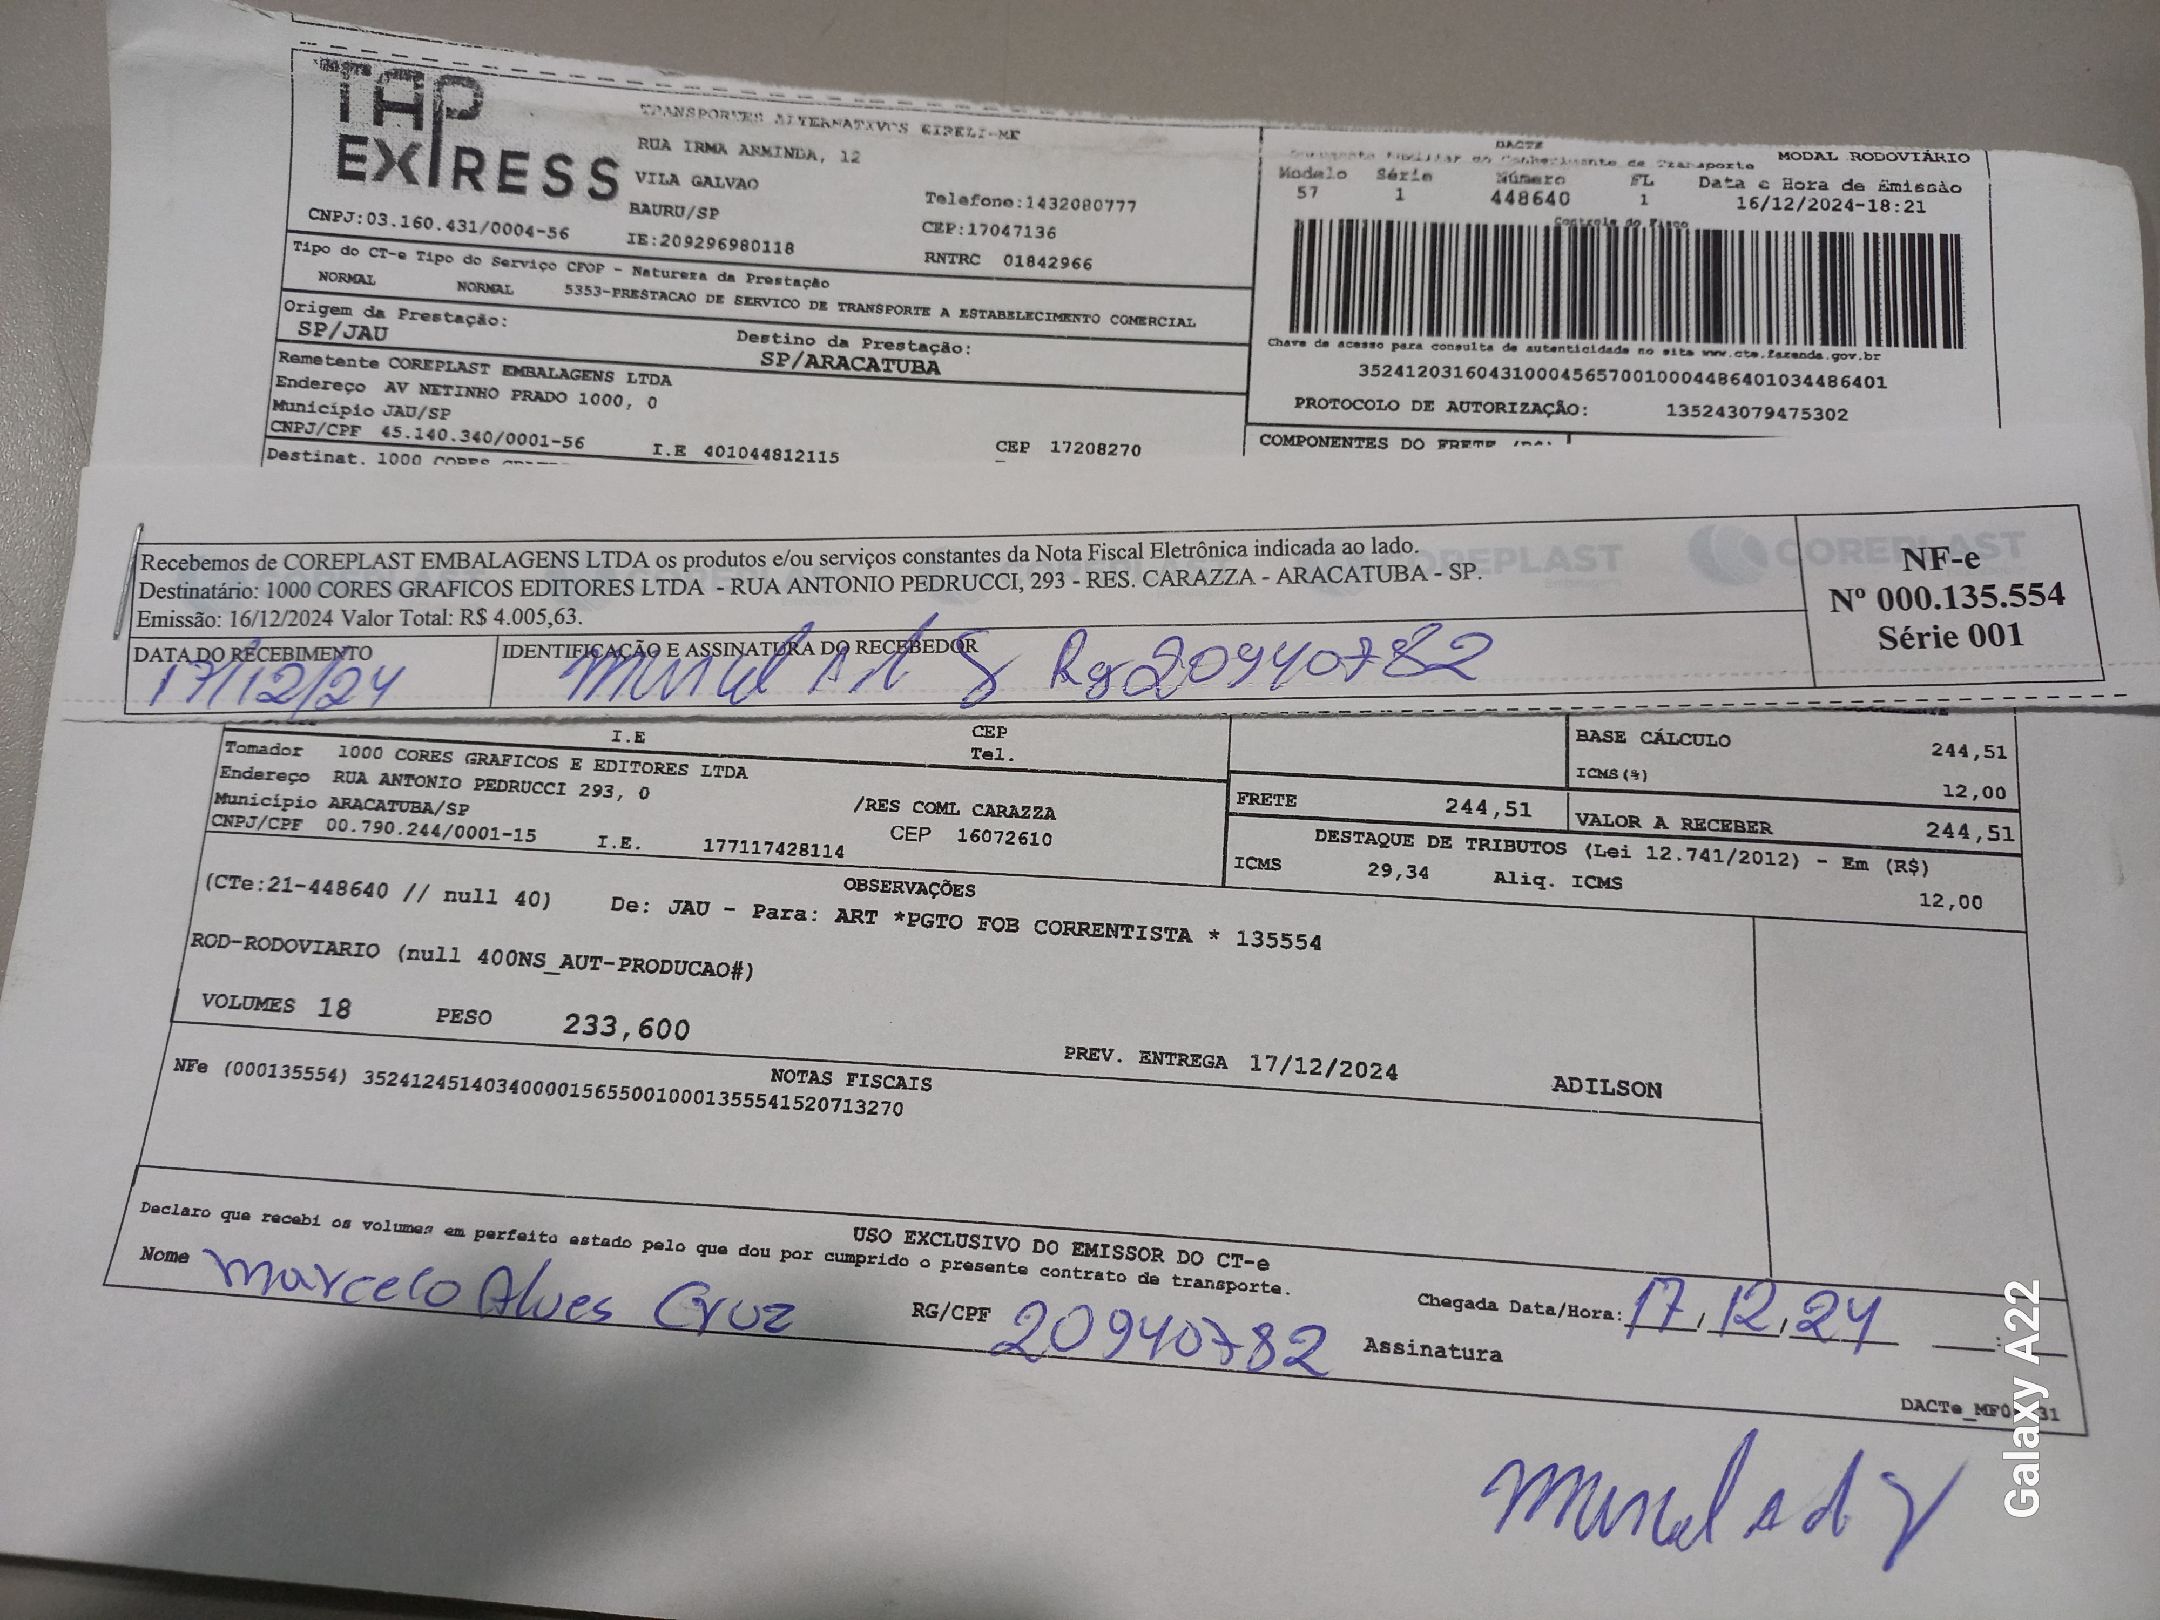 TAP
EXPRESS
TRANSPORTES ALTERNATIVOS EIRELI-ME
RUA IRMA ARMINDA, 12
VILA GALVAO
BAURU/SP
IE:209296980118
Telefone:1432080777
CEP:17047136
RNTRC 01842966
CNPJ:03.160.431/0004-56
DACTE
Documento Auxiliar do Conhecimento de Transporte
MODAL RODOVIÁRIO
Modelo Série Número FL Data e Hora de Emissão
57 1 448640 1 16/12/2024-18:21
Controle do Fisco
Chave de acesso para consulta de autenticidade no site www.cte.fazenda.gov.br
35241203160431000456570010004486401034486401
PROTOCOLO DE AUTORIZAÇÃO: 135243079475302
COMPONENTES DO FRETE
Tipo do CT-e Tipo do Serviço CFOP - Natureza da Prestação
NORMAL NORMAL 5353-PRESTACAO DE SERVICO DE TRANSPORTE A ESTABELECIMENTO COMERCIAL
Origem da Prestação: Destino da Prestação:
SP/JAU SP/ARACATUBA
Remetente COREPLAST EMBALAGENS LTDA
Endereço AV NETINHO PRADO 1000, 0
Município JAU/SP
CNPJ/CPF 45.140.340/0001-56 I.E 401044812115 CEP 17208270
Destinat. 1000 CORES
Recebemos de COREPLAST EMBALAGENS LTDA os produtos e/ou serviços constantes da Nota Fiscal Eletrônica indicada ao lado.
Destinatário: 1000 CORES GRAFICOS EDITORES LTDA - RUA ANTONIO PEDRUCCI, 293 - RES. CARAZZA - ARACATUBA - SP.
Emissão: 16/12/2024 Valor Total: R$ 4.005,63.
COREPLAST
COREPLAST
NF-e
Nº 000.135.554
Série 001
DATA DO RECEBIMENTO
17/12/24
IDENTIFICAÇÃO E ASSINATURA DO RECEBEDOR
Rg 20940782
I.E CEP
Tel.
Tomador 1000 CORES GRAFICOS E EDITORES LTDA
Endereço RUA ANTONIO PEDRUCCI 293, 0
Município ARACATUBA/SP /RES COML CARAZZA
CNPJ/CPF 00.790.244/0001-15 I.E. 177117428114 CEP 16072610
BASE CÁLCULO 244,51
ICMS(%) 12,00
FRETE 244,51 VALOR A RECEBER 244,51
DESTAQUE DE TRIBUTOS (Lei 12.741/2012) - Em (R$)
ICMS 29,34 Aliq. ICMS 12,00
OBSERVAÇÕES
(CTe:21-448640 // null 40) De: JAU - Para: ART *PGTO FOB CORRENTISTA * 135554
ROD-RODOVIARIO (null 400NS_AUT-PRODUCAO#)
VOLUMES 18 PESO 233,600
PREV. ENTREGA 17/12/2024 ADILSON
NOTAS FISCAIS
NFe (000135554) 35241245140340000156550010001355541520713270
USO EXCLUSIVO DO EMISSOR DO CT-e
Declaro que recebi os volumes em perfeito estado pelo que dou por cumprido o presente contrato de transporte.
Nome Marcelo Alves Cruz RG/CPF 20940782 Assinatura
Chegada Data/Hora: 17/12/24 :
Galaxy A22